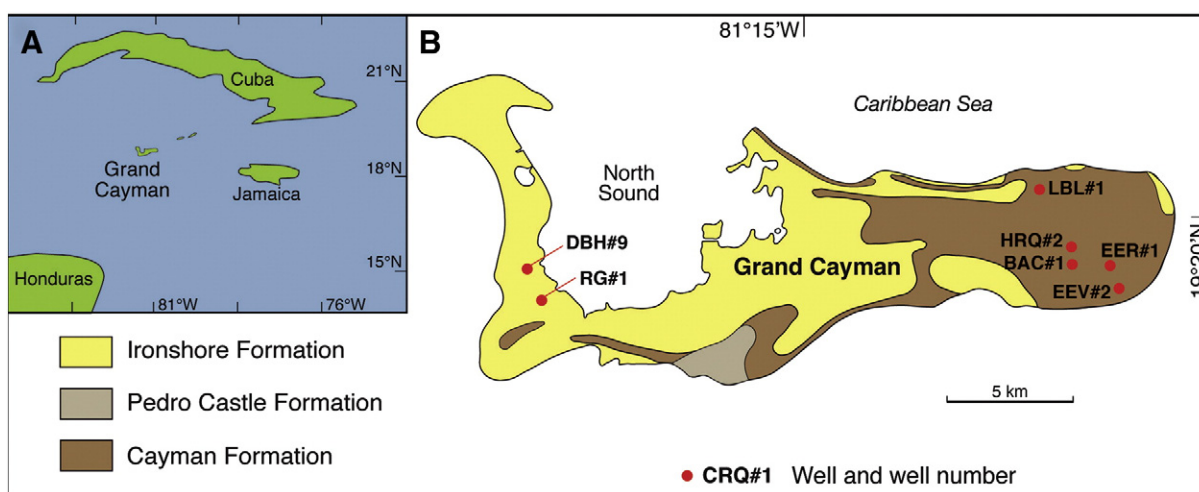 A
Cuba
21°N
Grand
Cayman
18°N
Jamaica
15°N
Honduras
81°W
76°W
B
81°15'W
Caribbean Sea
North
Sound
LBL#1
DBH#9
HRQ#2
BAC#1
EER#1
RG#1
Grand Cayman
EEV#2
19°20'N
5 km
Ironshore Formation
Pedro Castle Formation
Cayman Formation
CRQ#1 Well and well number